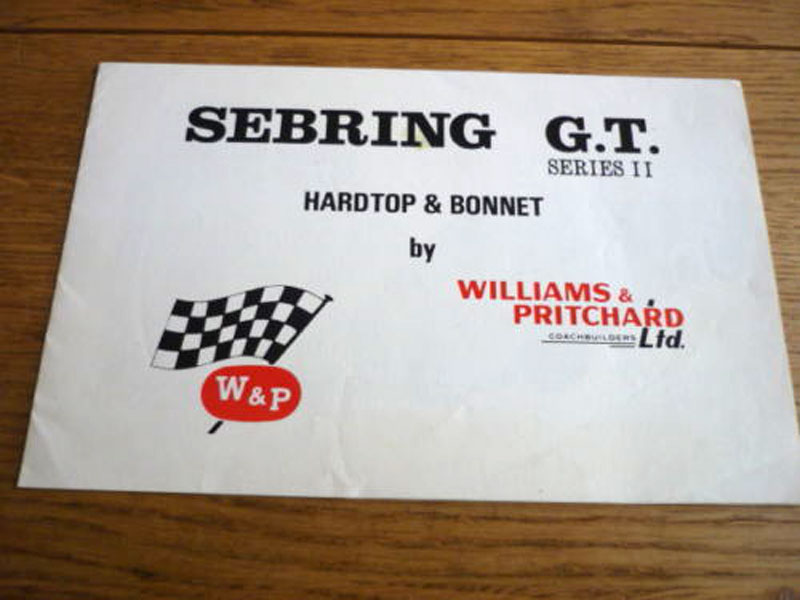 SEBRING G.T.
SERIES II
HARDTOP & BONNET
by
WILLIAMS &
PRITCHARD
COACHBUILDERS Ltd.
W&P